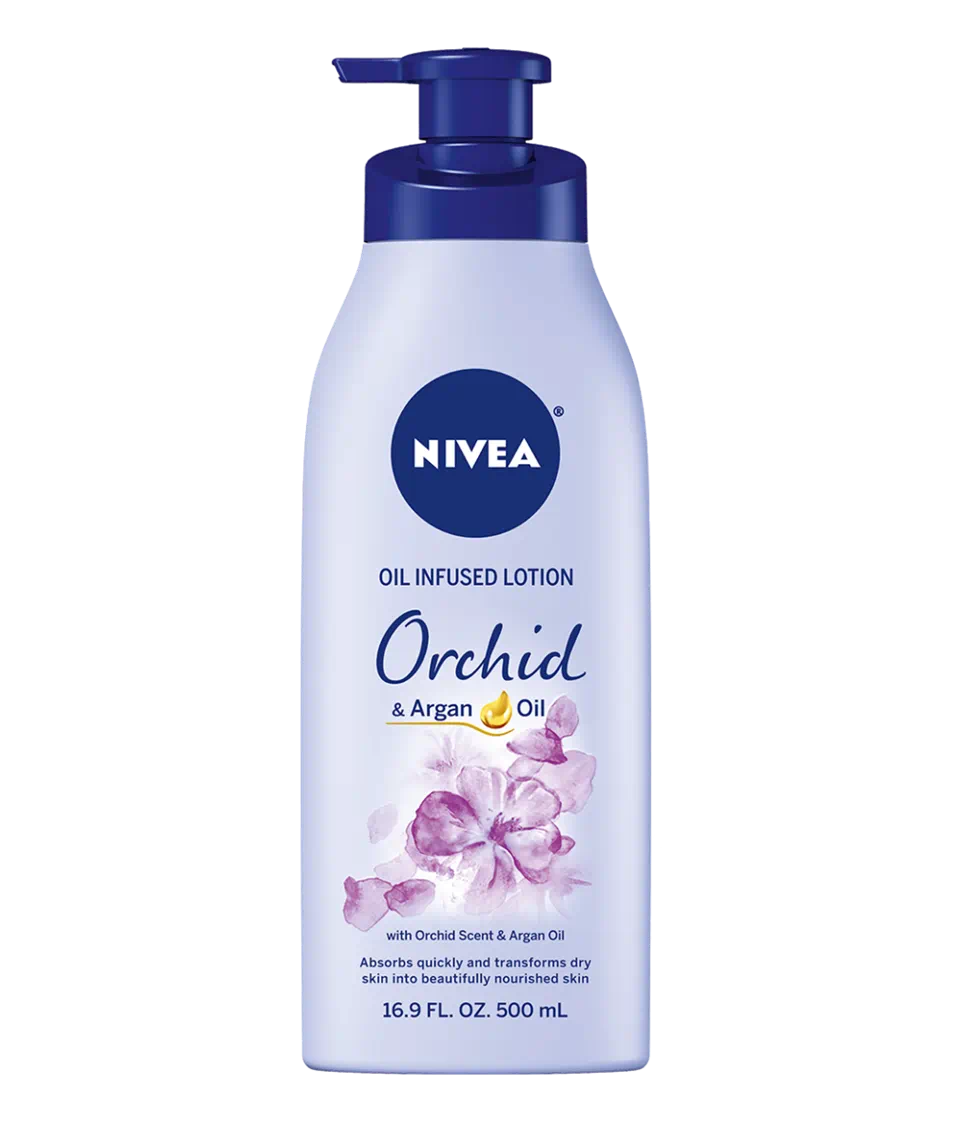 NIVEA®
OIL INFUSED LOTION
Orchid
& Argan Oil
with Orchid Scent & Argan Oil
Absorbs quickly and transforms dry
skin into beautifully nourished skin
16.9 FL. OZ. 500 mL